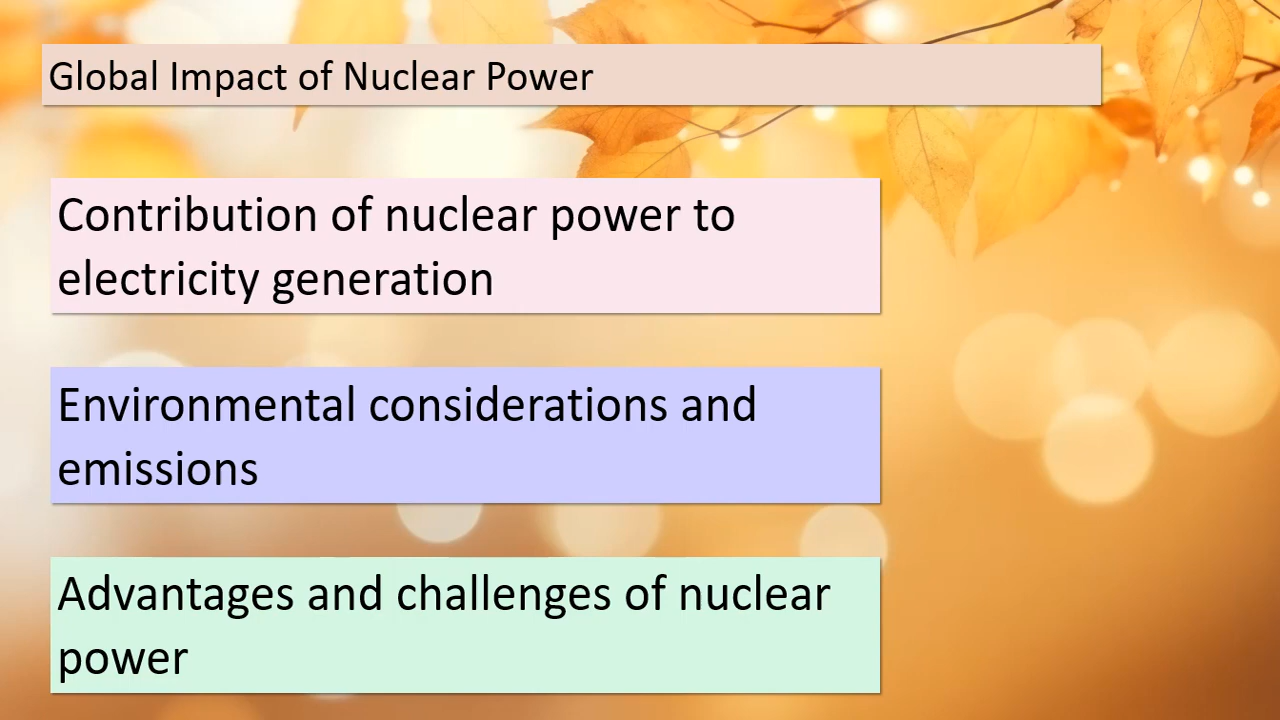 Global Impact of Nuclear Power
Contribution of nuclear power to
electricity generation
Environmental considerations and
emissions
Advantages and challenges of nuclear
power